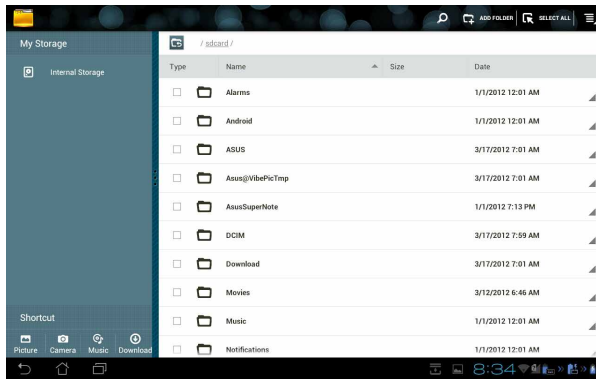 ADD FOLDER SELECT ALL
My Storage
/ sdcard /
Internal Storage
Type Name Size Date
Alarms 1/1/2012 12:01 AM
Android 1/1/2012 12:01 AM
ASUS 3/17/2012 7:01 AM
Asus@VibePicTmp 3/17/2012 7:01 AM
AsusSuperNote 1/1/2012 7:13 PM
DCIM 3/17/2012 7:59 AM
Download 3/17/2012 7:01 AM
Movies 3/12/2012 6:46 AM
Music 1/1/2012 12:01 AM
Notifications 1/1/2012 12:01 AM
Shortcut
Picture Camera Music Download
8:34